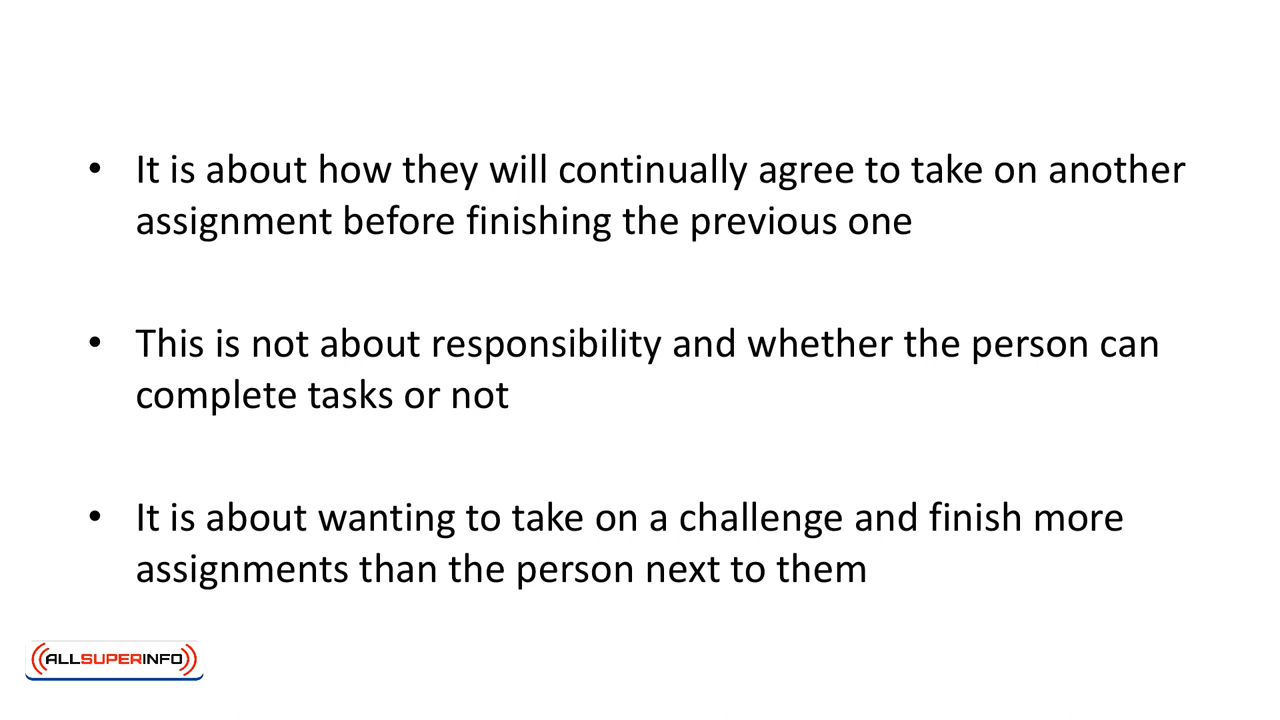 • It is about how they will continually agree to take on another
assignment before finishing the previous one
• This is not about responsibility and whether the person can
complete tasks or not
• It is about wanting to take on a challenge and finish more
assignments than the person next to them
ALLSUPERINFO